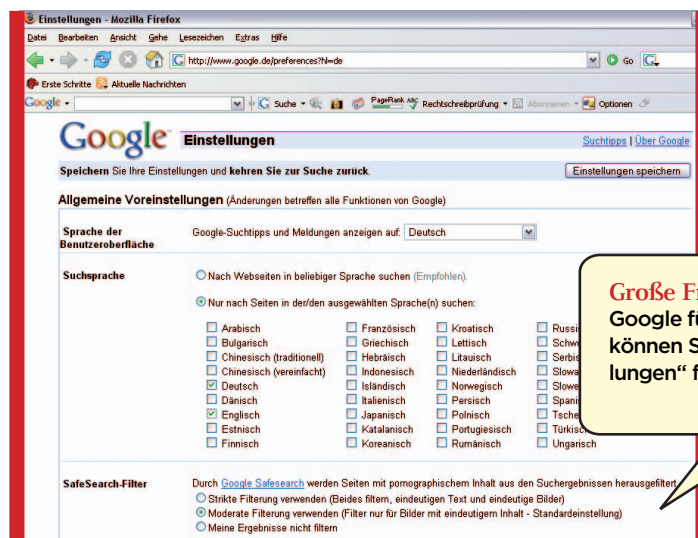 Einstellungen - Mozilla Firefox
Datei Bearbeiten Ansicht Gehe Lesezeichen Extras Hilfe
http://www.google.de/preferences?hl=de Go
Erste Schritte Aktuelle Nachrichten
Google Suche PageRank Rechtschreibprüfung Abonnieren Optionen
Google Einstellungen Suchtipps | Über Google
Speichern Sie Ihre Einstellungen und kehren Sie zur Suche zurück. Einstellungen speichern
Allgemeine Voreinstellungen (Änderungen betreffen alle Funktionen von Google)
Sprache der
Benutzeroberfläche
Google-Suchtipps und Meldungen anzeigen auf: Deutsch
Suchsprache
Nach Webseiten in beliebiger Sprache suchen (Empfohlen).
Nur nach Seiten in der/den ausgewählten Sprache(n) suchen:
Arabisch Französisch Kroatisch
Bulgarisch Griechisch Lettisch
Chinesisch (traditionell) Hebräisch Litauisch
Chinesisch (vereinfacht) Indonesisch Niederländisch
Deutsch Isländisch Norwegisch
Dänisch Italienisch Persisch
Englisch Japanisch Polnisch
Estnisch Katalanisch Portugiesisch
Finnisch Koreanisch Rumänisch Ungarisch
Große
Google
können
lungen“
SafeSearch-Filter
Durch Google Safesearch werden Seiten mit pornographischem Inhalt aus den Suchergebnissen herausgefiltert
Strikte Filterung verwenden (Beides filtern, eindeutigen Text und eindeutige Bilder)
Moderate Filterung verwenden (Filter nur für Bilder mit eindeutigem Inhalt - Standardeinstellung)
Meine Ergebnisse nicht filtern